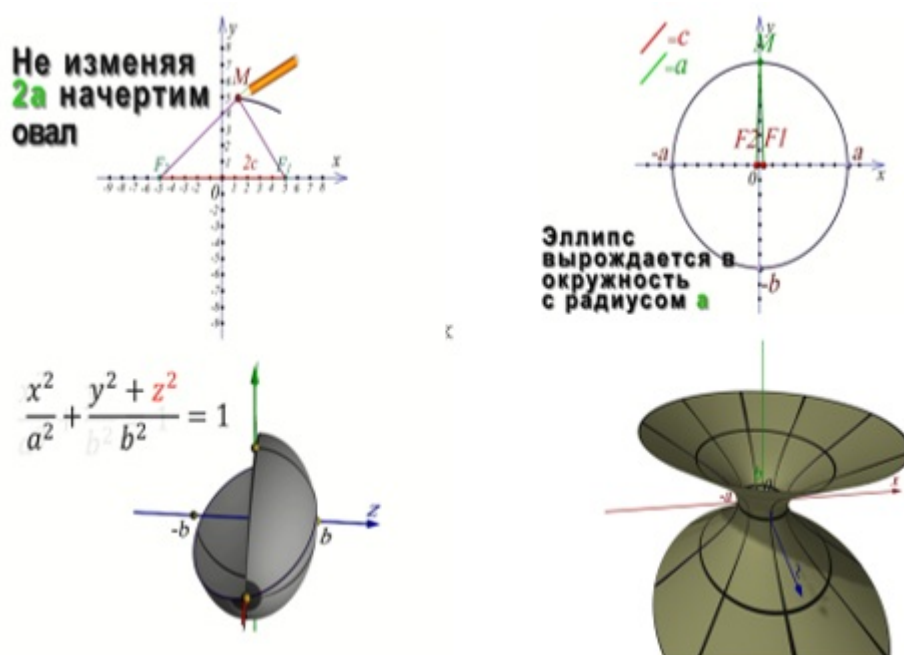 Не изменяя
2a начертим
овал
y
M
F2
2c
F1
x
0
=c
=a
y
M
F2
F1
-a
a
0
x
-b
Эллипс
вырождается в
окружность
с радиусом a
x²/a² + (y² + z²)/b² = 1
z
-b
b
-a
x